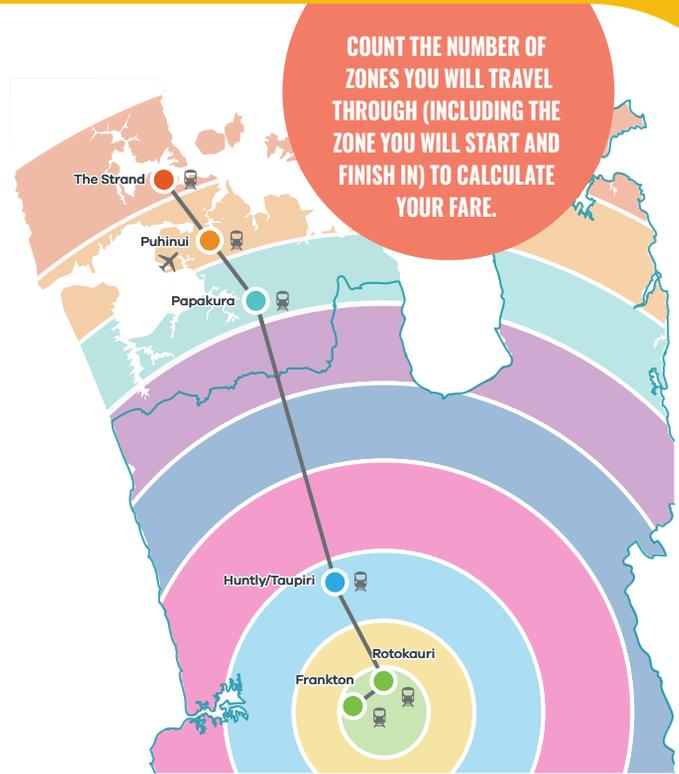 COUNT THE NUMBER OF
ZONES YOU WILL TRAVEL
THROUGH (INCLUDING THE
ZONE YOU WILL START AND
FINISH IN) TO CALCULATE
YOUR FARE.
The Strand
Puhinui
Papakura
Huntly/Taupiri
Rotokauri
Frankton